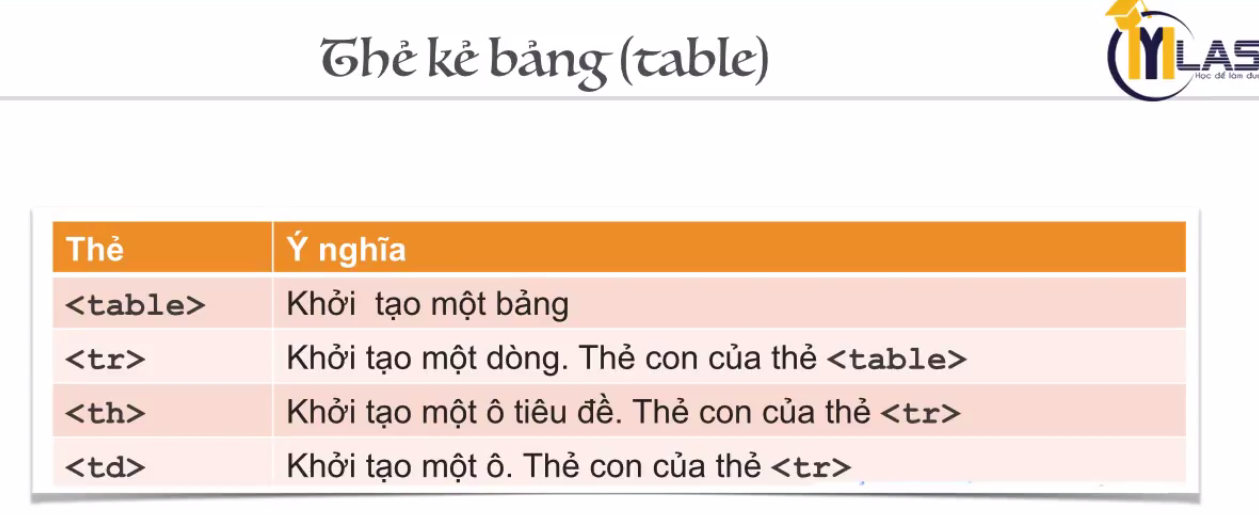 Thẻ kẻ bảng (table)
LAS
Học để làm đư
Thẻ Ý nghĩa
<table> Khởi tạo một bảng
<tr> Khởi tạo một dòng. Thẻ con của thẻ <table>
<th> Khởi tạo một ô tiêu đề. Thẻ con của thẻ <tr>
<td> Khởi tạo một ô. Thẻ con của thẻ <tr>